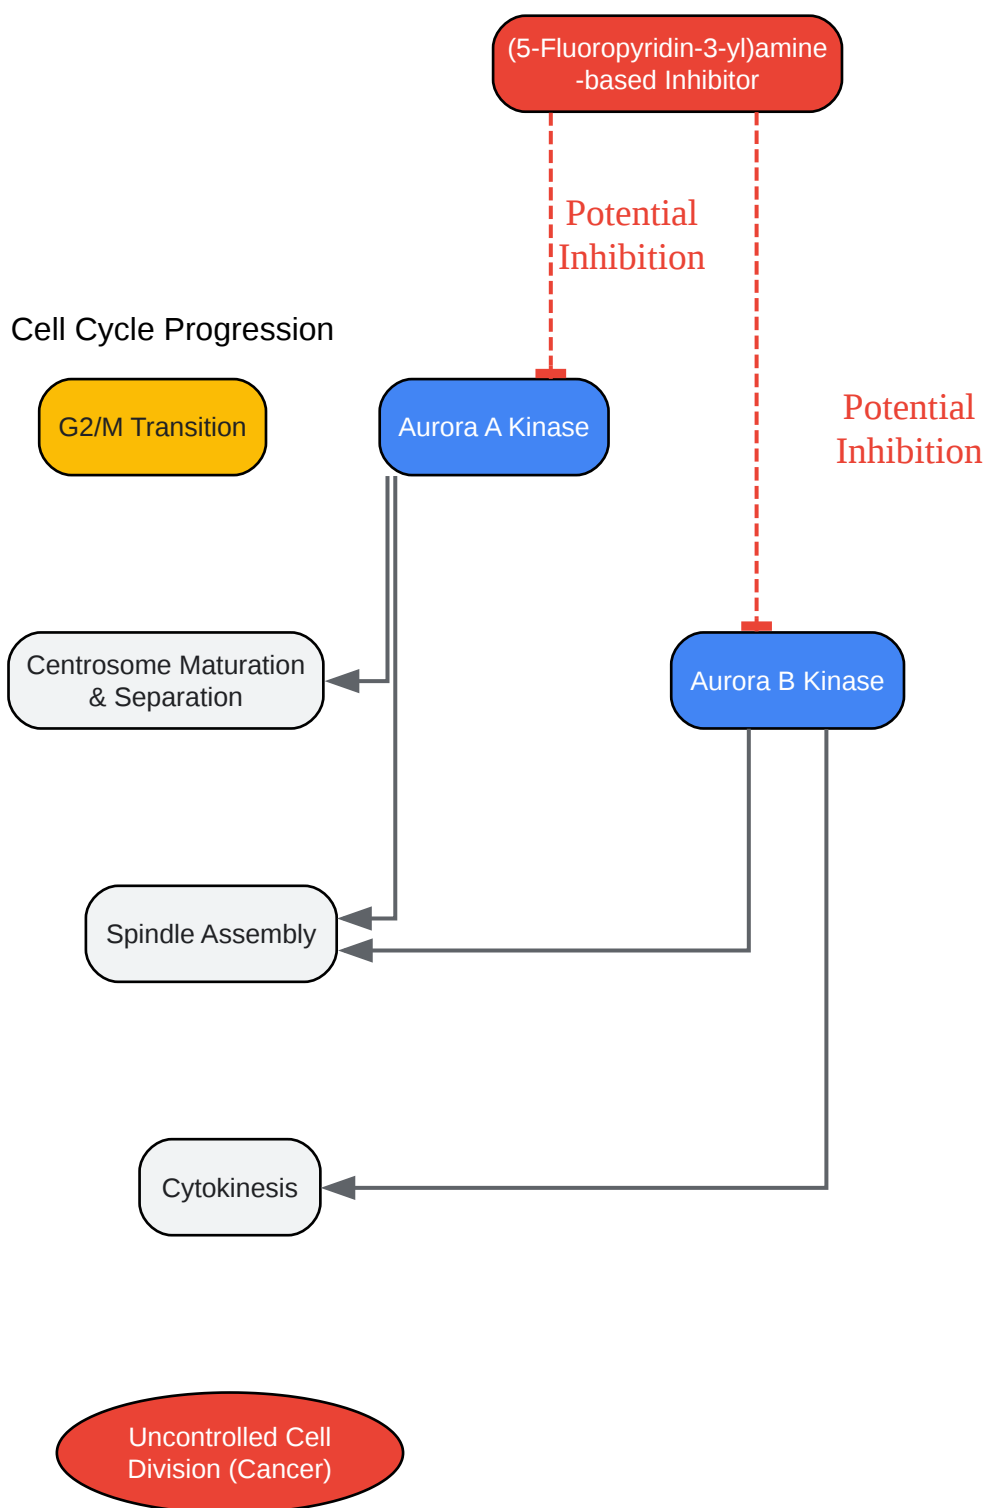 (5-Fluoropyridin-3-yl)amine
-based Inhibitor
Potential
Inhibition
Cell Cycle Progression
G2/M Transition
Aurora A Kinase
Potential
Inhibition
Centrosome Maturation
& Separation
Aurora B Kinase
Spindle Assembly
Cytokinesis
Uncontrolled Cell
Division (Cancer)